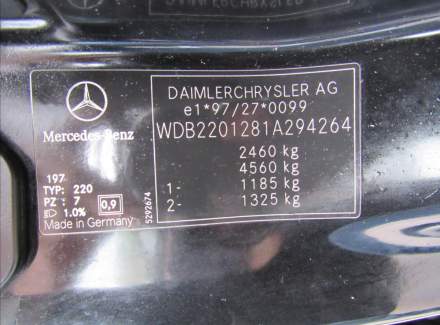 Mercedes-Benz
DAIMLERCHRYSLER AG
e1*97/27*0099
WDB2201281A294264
2460 kg
4560 kg
1- 1185 kg
2- 1325 kg
197
TYP: 220
PZ : 7
1.0% 0,9
Made in Germany
5292674